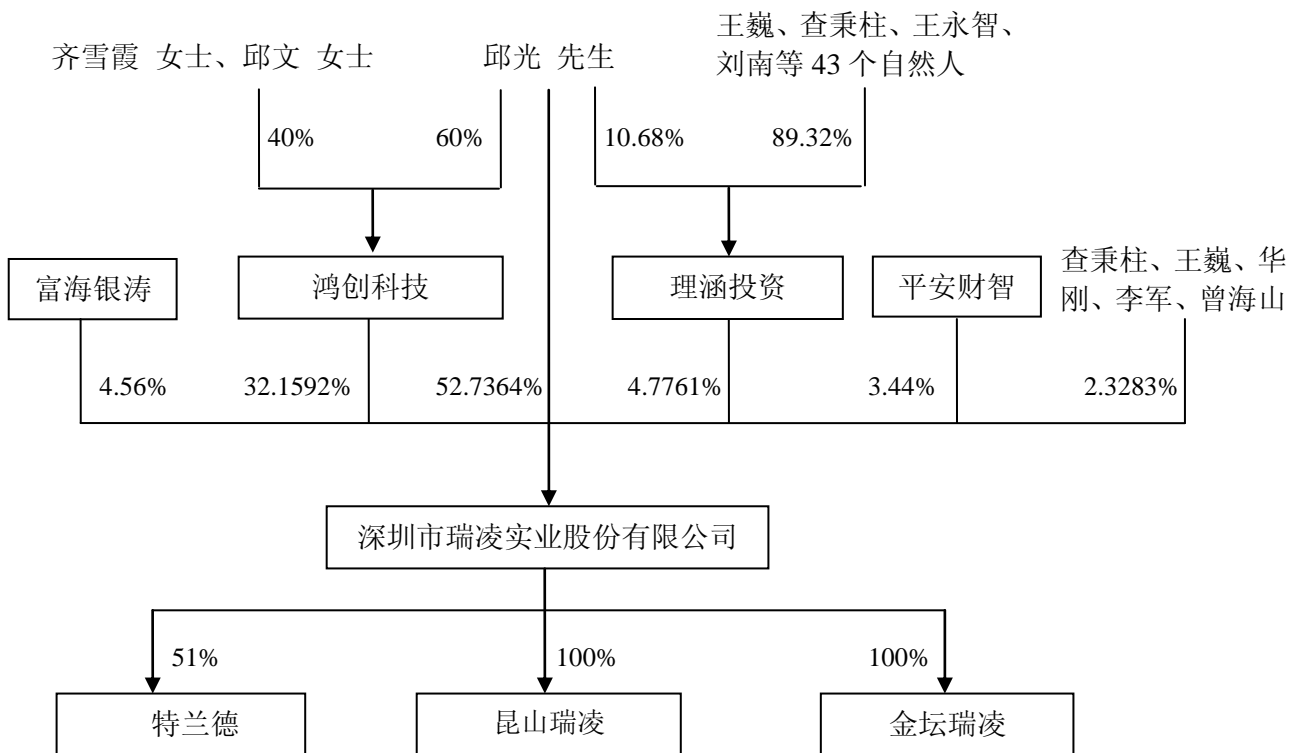 王巍、查秉柱、王永智、
齐雪霞 女士、邱文 女士
邱光 先生
刘南等 43 个自然人
40%
60%
10.68%
89.32%
富海银涛
鸿创科技
理涵投资
平安财智
查秉柱、王巍、华
刚、李军、曾海山
4.56%
32.1592%
52.7364%
4.7761%
3.44%
2.3283%
深圳市瑞凌实业股份有限公司
51%
100%
100%
特兰德
昆山瑞凌
金坛瑞凌